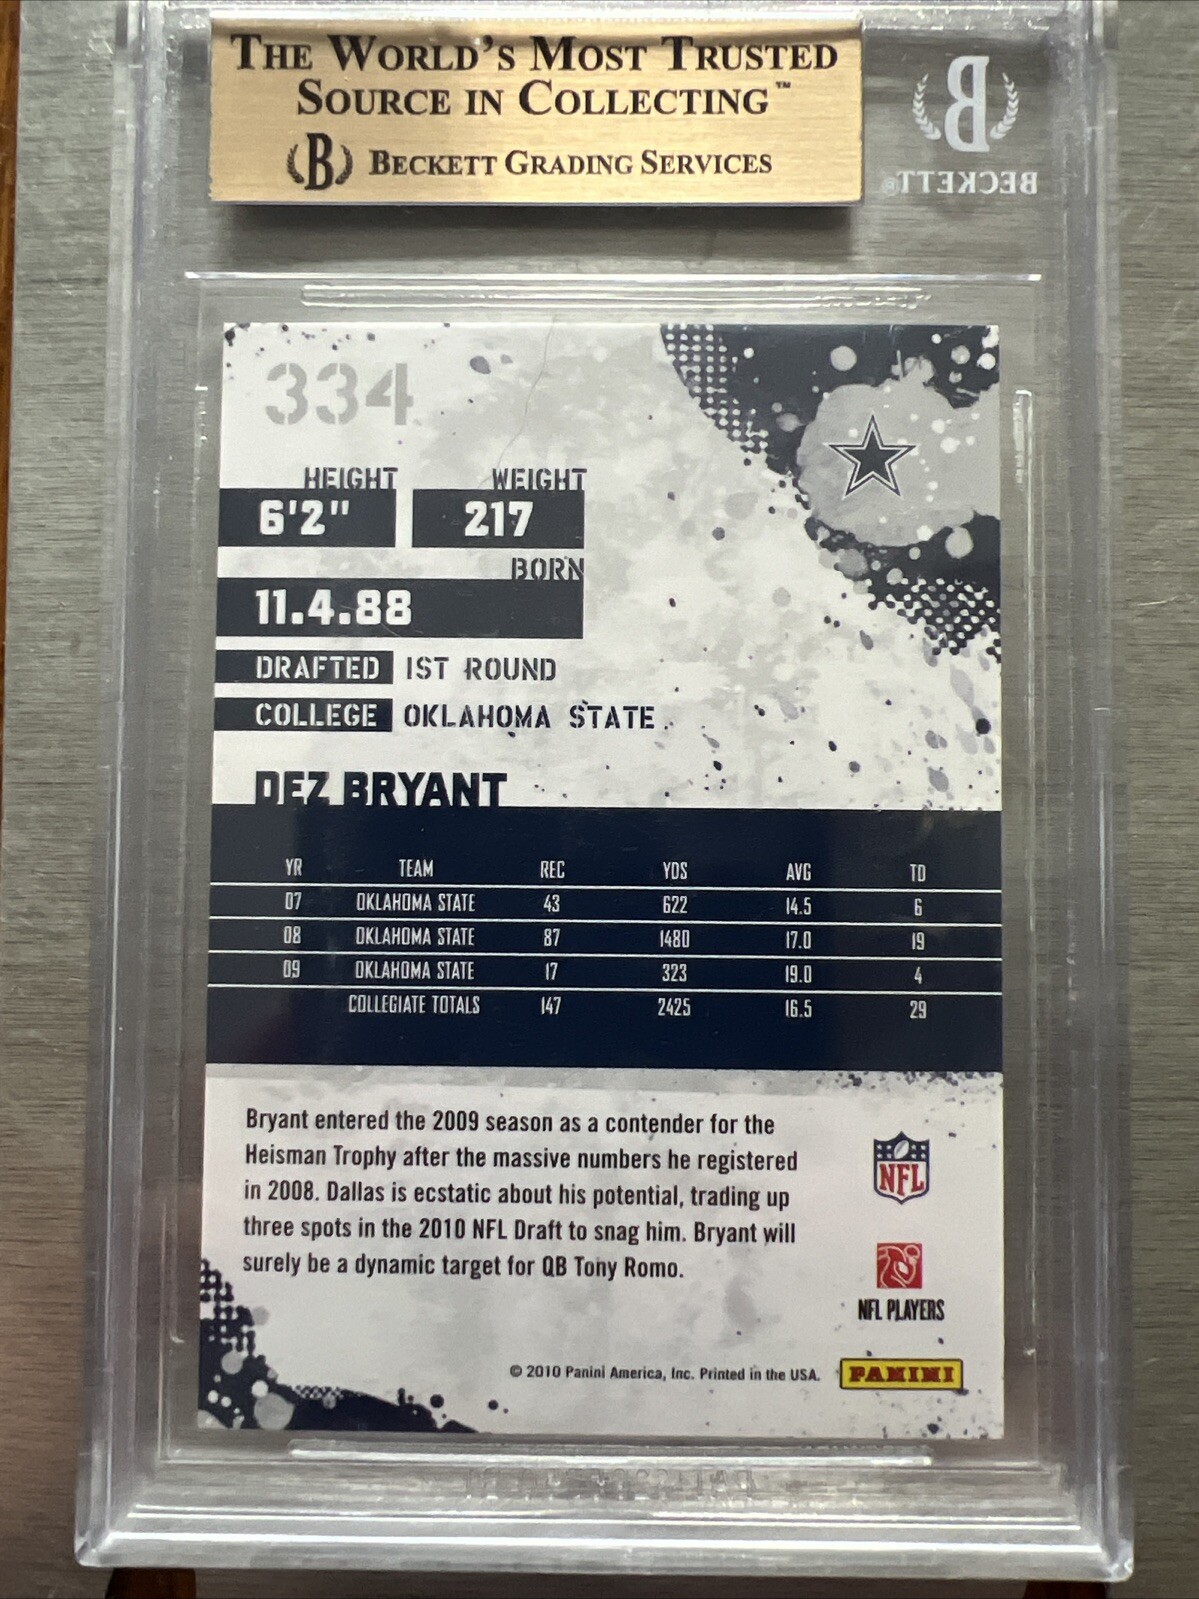 THE WORLD'S MOST TRUSTED
SOURCE IN COLLECTING™
B BECKETT GRADING SERVICES
B
BECKETT®
334
HEIGHT WEIGHT
6'2" 217
BORN
11.4.88
DRAFTED 1ST ROUND
COLLEGE OKLAHOMA STATE
DEZ BRYANT
YR TEAM REC YDS AVG TD
07 OKLAHOMA STATE 43 622 14.5 6
08 OKLAHOMA STATE 87 1480 17.0 19
09 OKLAHOMA STATE 17 323 19.0 4
COLLEGIATE TOTALS 147 2425 16.5 29
Bryant entered the 2009 season as a contender for the
Heisman Trophy after the massive numbers he registered
in 2008. Dallas is ecstatic about his potential, trading up
three spots in the 2010 NFL Draft to snag him. Bryant will
surely be a dynamic target for QB Tony Romo.
NFL
NFL PLAYERS
© 2010 Panini America, Inc. Printed in the USA.
PANINI